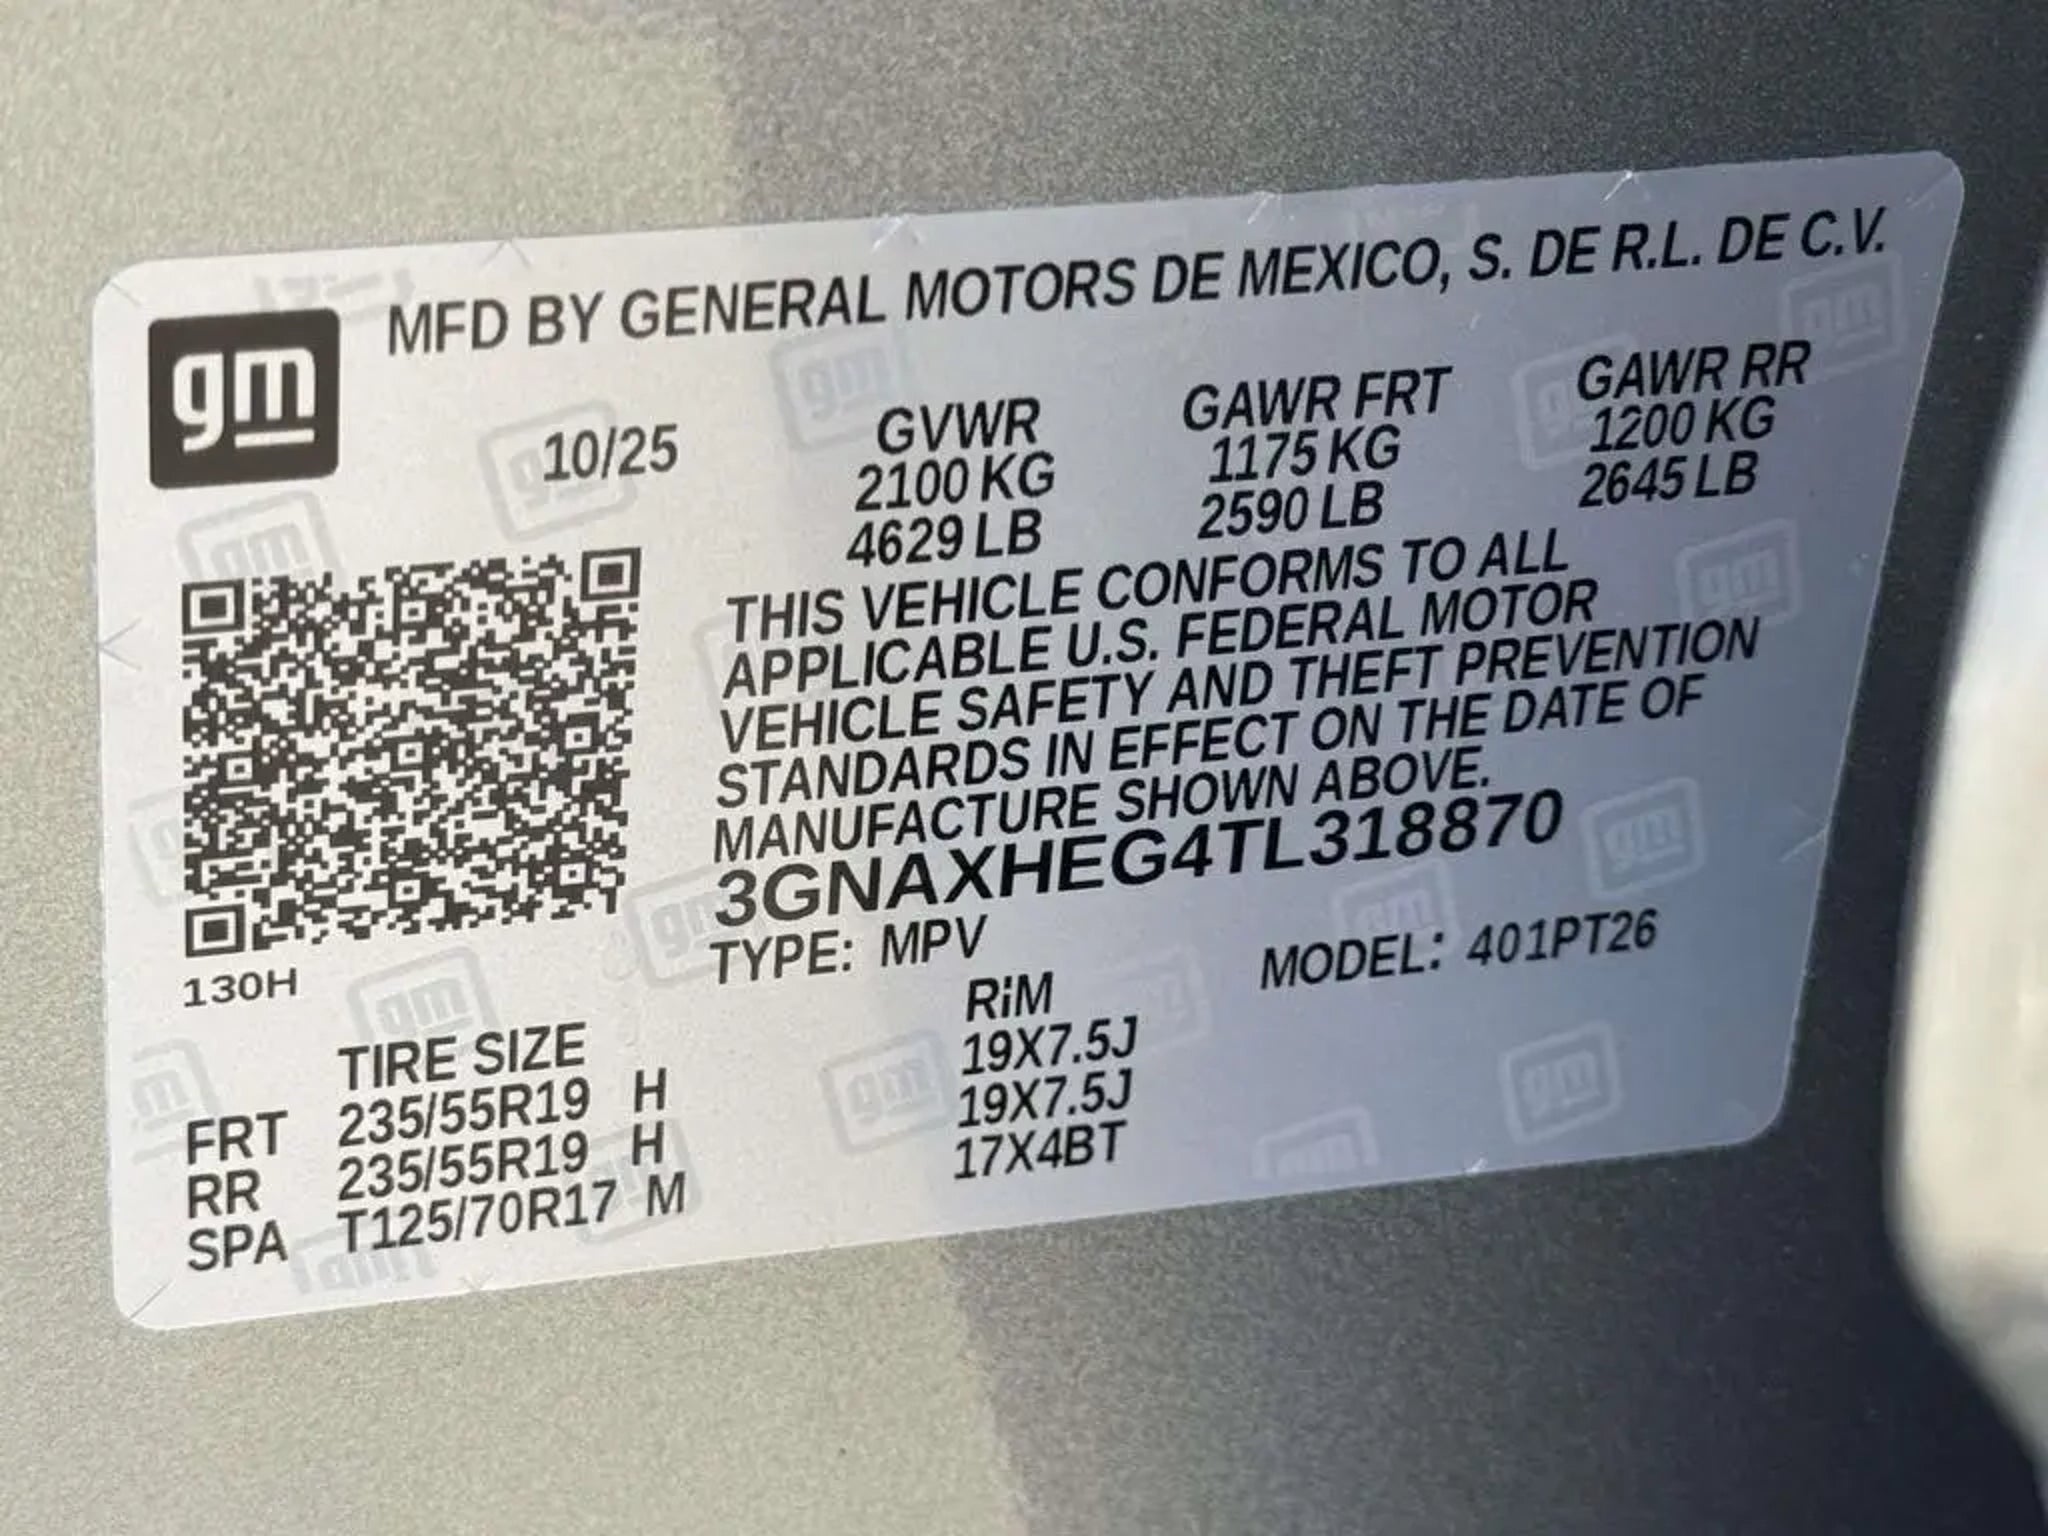 gm
MFD BY GENERAL MOTORS DE MEXICO, S. DE R.L. DE C.V.
10/25
GVWR GAWR FRT GAWR RR
2100 KG 1175 KG 1200 KG
4629 LB 2590 LB 2645 LB
THIS VEHICLE CONFORMS TO ALL
APPLICABLE U.S. FEDERAL MOTOR
VEHICLE SAFETY AND THEFT PREVENTION
STANDARDS IN EFFECT ON THE DATE OF
MANUFACTURE SHOWN ABOVE.
3GNAXHEG4TL318870
130H
TYPE: MPV MODEL: 401PT26
TIRE SIZE RiM
FRT 235/55R19 H 19X7.5J
RR 235/55R19 H 19X7.5J
SPA T125/70R17 M 17X4BT